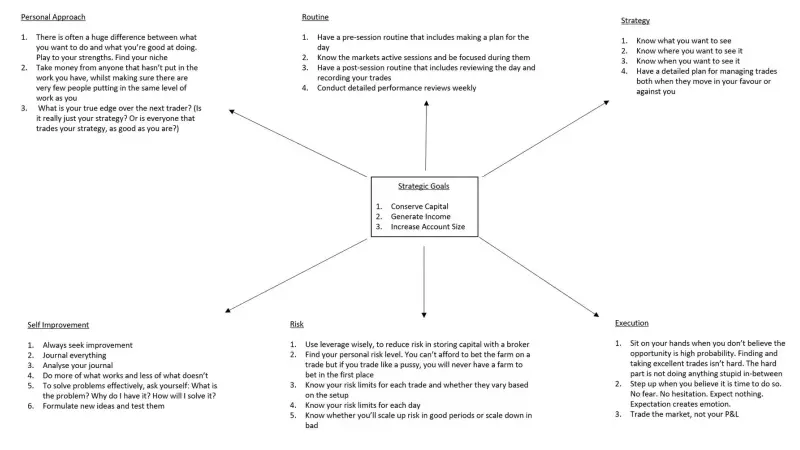 Personal Approach
1. There is often a huge difference between what
you want to do and what you're good at doing.
Play to your strengths. Find your niche
2. Take money from anyone that hasn't put in the
work you have, whilst making sure there are
very few people putting in the same level of
work as you
3. What is your true edge over the next trader? (Is
it really just your strategy? Or is everyone that
trades your strategy, as good as you are?)
Routine
1. Have a pre-session routine that includes making a plan for the
day
2. Know the markets active sessions and be focused during them
3. Have a post-session routine that includes reviewing the day and
recording your trades
4. Conduct detailed performance reviews weekly
Strategy
1. Know what you want to see
2. Know where you want to see it
3. Know when you want to see it
4. Have a detailed plan for managing trades
both when they move in your favour or
against you
Strategic Goals
1. Conserve Capital
2. Generate Income
3. Increase Account Size
Self Improvement
1. Always seek improvement
2. Journal everything
3. Analyse your journal
4. Do more of what works and less of what doesn't
5. To solve problems effectively, ask yourself: What is
the problem? Why do I have it? How will I solve it?
6. Formulate new ideas and test them
Risk
1. Use leverage wisely, to reduce risk in storing capital with a broker
2. Find your personal risk level. You can't afford to bet the farm on a
trade but if you trade like a pussy, you will never have a farm to
bet in the first place
3. Know your risk limits for each trade and whether they vary based
on the setup
4. Know your risk limits for each day
5. Know whether you'll scale up risk in good periods or scale down in
bad
Execution
1. Sit on your hands when you don't believe the
opportunity is high probability. Finding and
taking excellent trades isn't hard. The hard
part is not doing anything stupid in-between
2. Step up when you believe it is time to do so.
No fear. No hesitation. Expect nothing.
Expectation creates emotion.
3. Trade the market, not your P&L